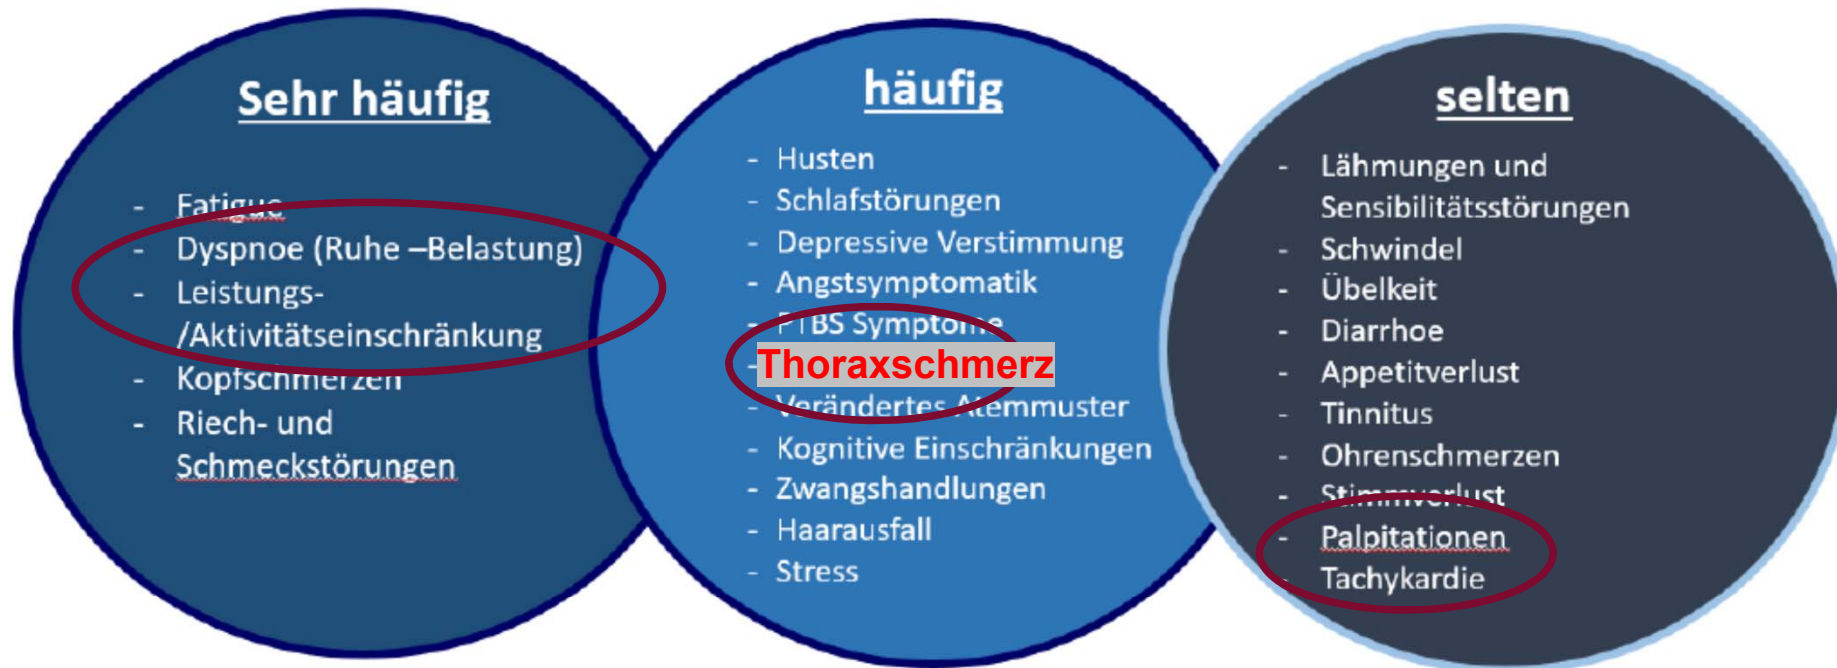 Sehr häufig
- Fatigue
- Dyspnoe (Ruhe –Belastung)
- Leistungs-
/Aktivitätseinschränkung
- Kopfschmerzen
- Riech- und
Schmeckstörungen
häufig
- Husten
- Schlafstörungen
- Depressive Verstimmung
- Angstsymptomatik
- PTBS Symptome
- Thoraxschmerz
- Verändertes Atemmuster
- Kognitive Einschränkungen
- Zwangshandlungen
- Haarausfall
- Stress
selten
- Lähmungen und
Sensibilitätsstörungen
- Schwindel
- Übelkeit
- Diarrhoe
- Appetitverlust
- Tinnitus
- Ohrenschmerzen
- Stimmverlust
- Palpitationen
- Tachykardie